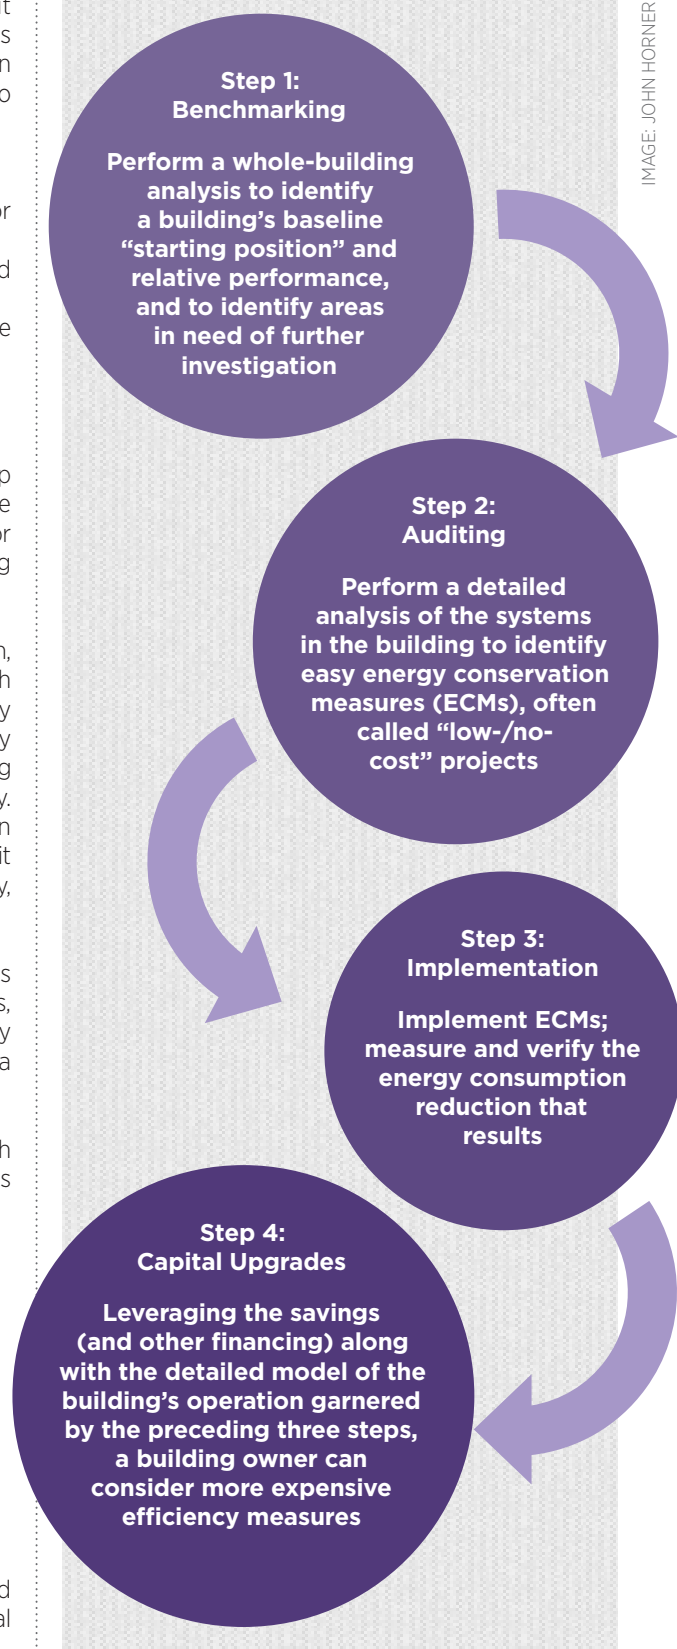 IMAGE: JOHN HORNER
Step 1:
Benchmarking
Perform a whole-building
analysis to identify
a building’s baseline
“starting position” and
relative performance,
and to identify areas
in need of further
investigation
Step 2:
Auditing
Perform a detailed
analysis of the systems
in the building to identify
easy energy conservation
measures (ECMs), often
called “low-/no-
cost” projects
Step 3:
Implementation
Implement ECMs;
measure and verify the
energy consumption
reduction that
results
Step 4:
Capital Upgrades
Leveraging the savings
(and other financing) along
with the detailed model of the
building’s operation garnered
by the preceding three steps,
a building owner can
consider more expensive
efficiency measures